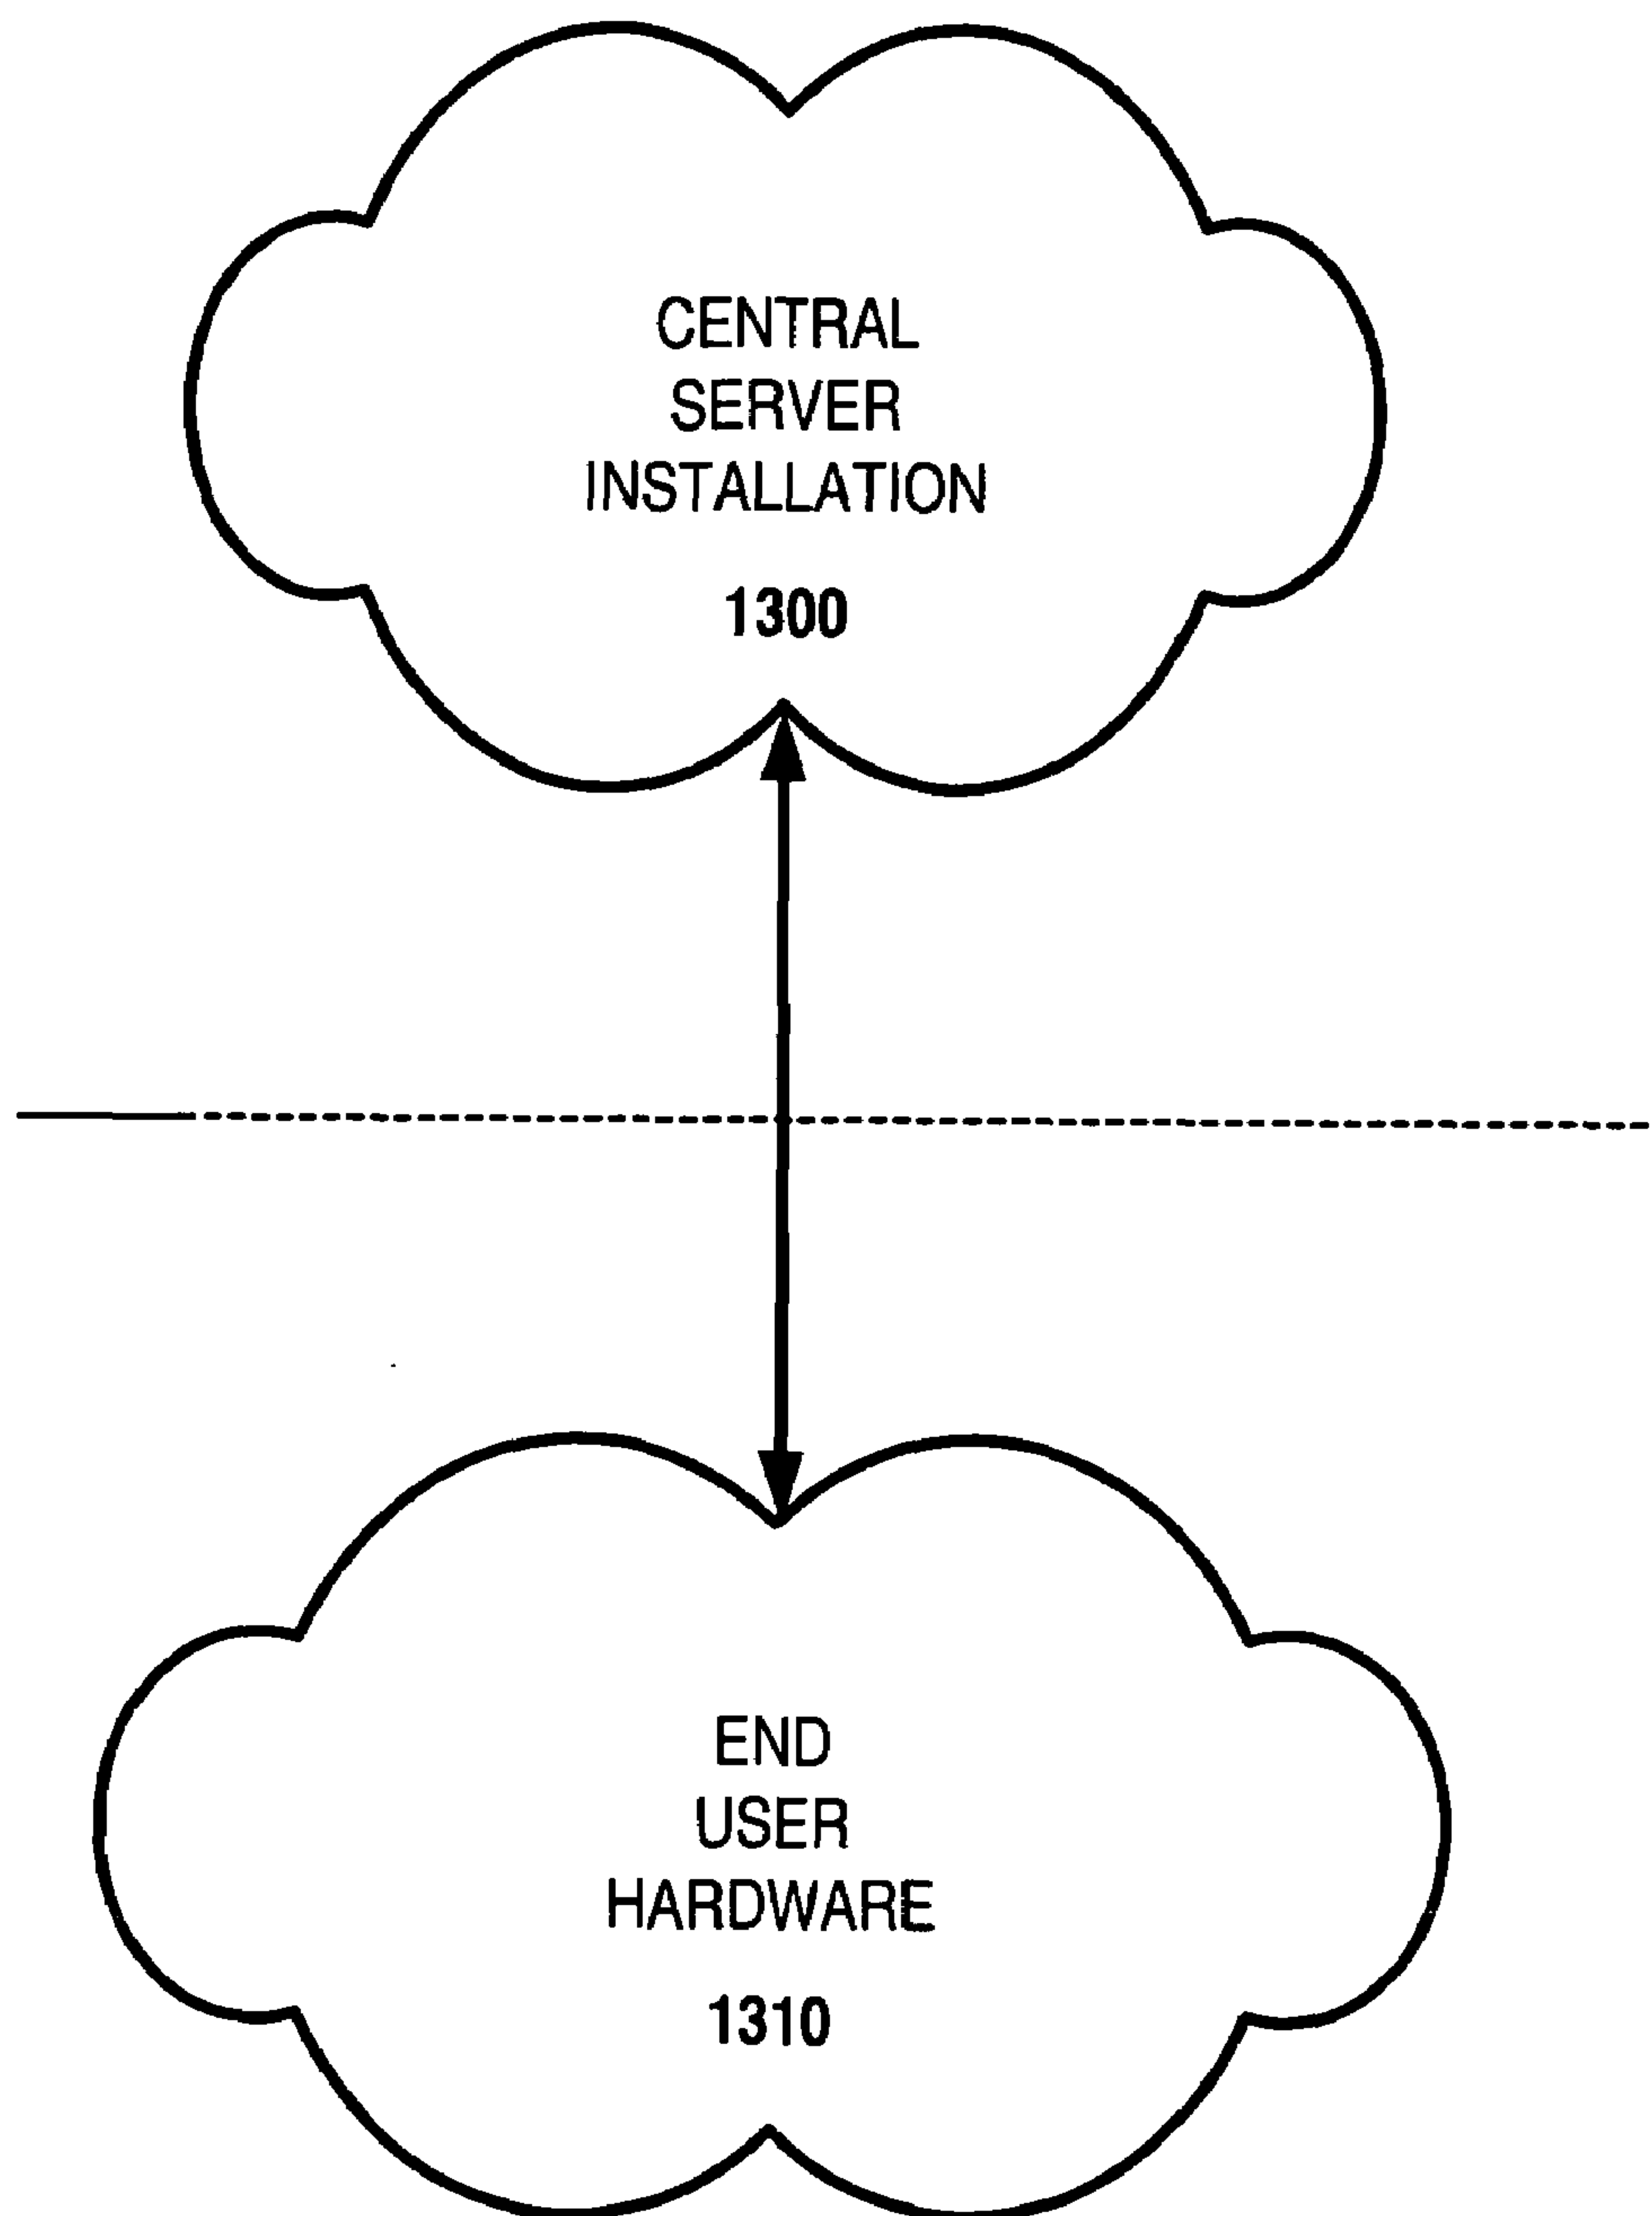 CENTRAL
SERVER
INSTALLATION
1300
END
USER
HARDWARE
1310